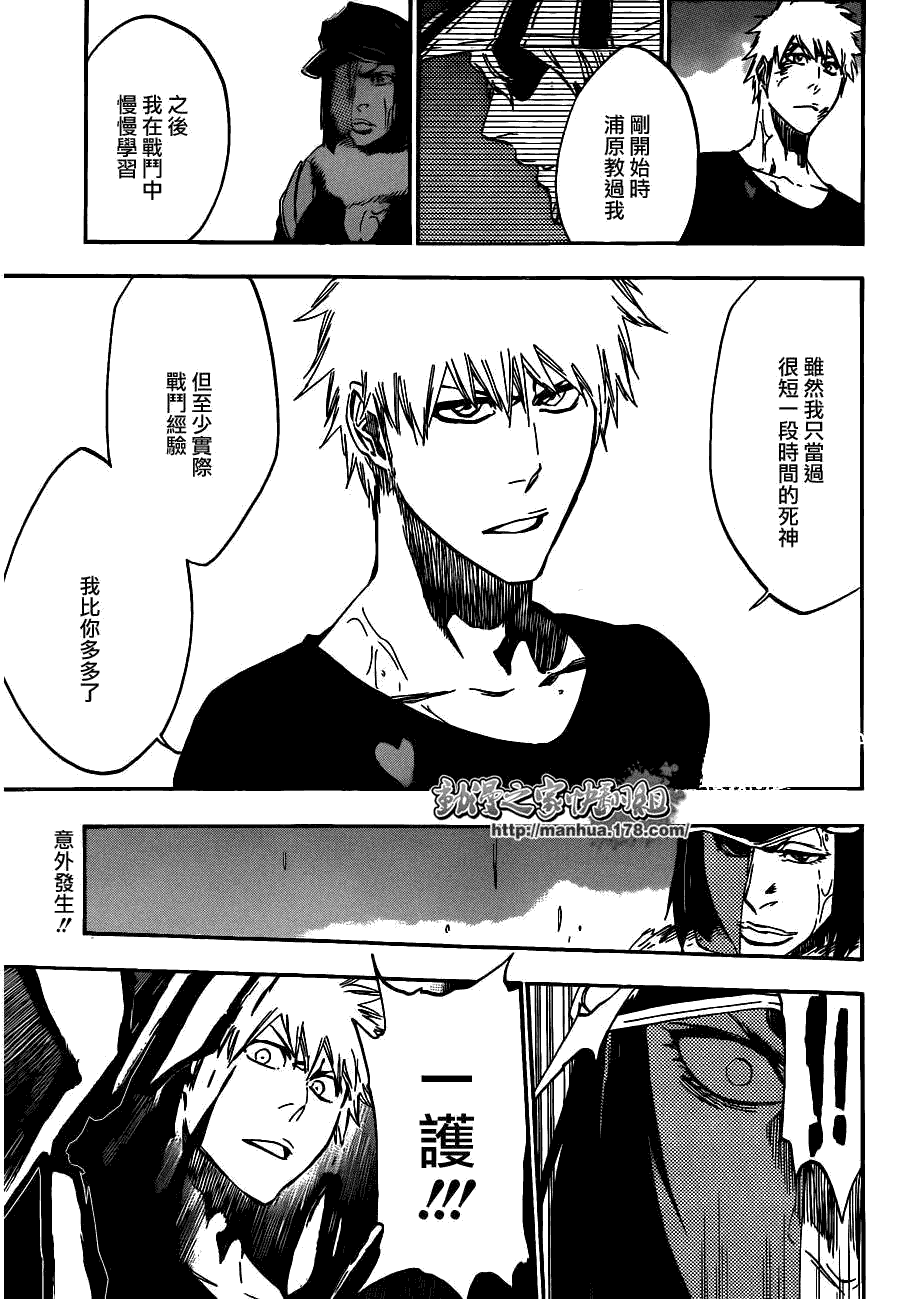 剛開始時
浦原教過我
之後
我在戰鬥中
慢慢學習
雖然我只當過
很短一段時間的死神
但至少實際
戰鬥經驗
我比你多多了
動漫之家快翻組
http://manhua.178.com/
意外發生!!
!!
一護!!!